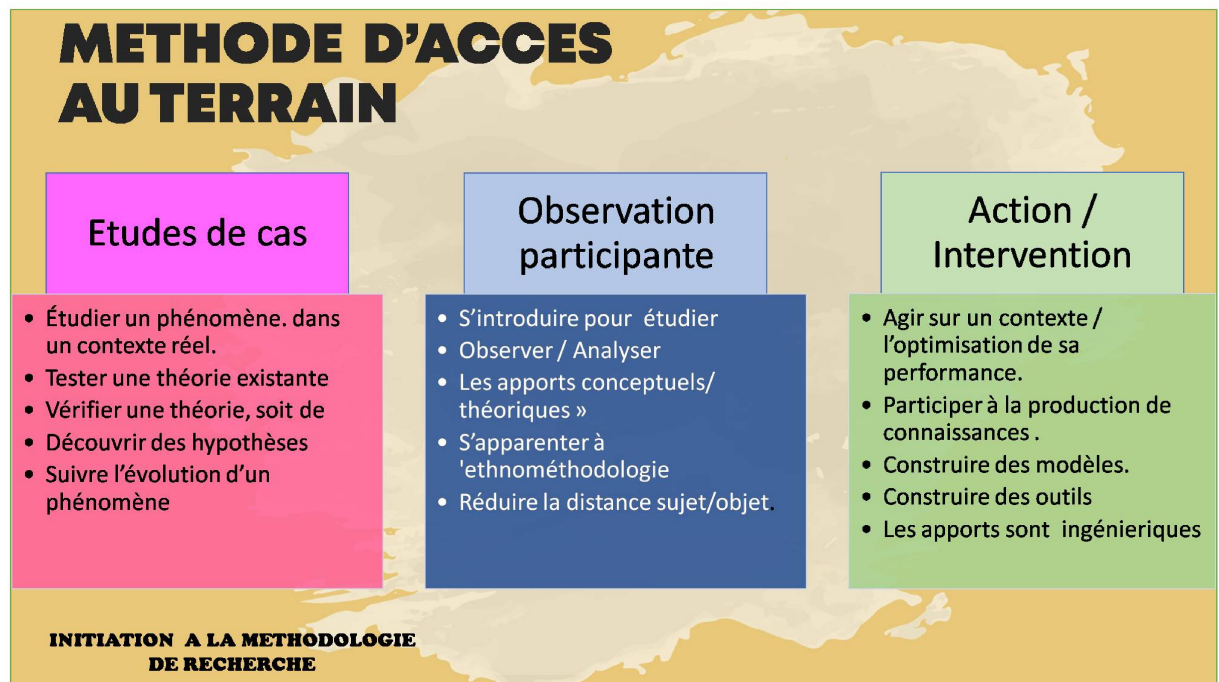 METHODE D'ACCES
AU TERRAIN
Etudes de cas
• Étudier un phénomène. dans
un contexte réel.
• Tester une théorie existante
• Vérifier une théorie, soit de
• Découvrir des hypothèses
• Suivre l'évolution d'un
phénomène
Observation
participante
• S'introduire pour étudier
• Observer / Analyser
• Les apports conceptuels/
théoriques »
• S'apparenter à
'ethnométhodologie
• Réduire la distance sujet/objet.
Action /
Intervention
• Agir sur un contexte /
l'optimisation de sa
performance.
• Participer à la production de
connaissances .
• Construire des modèles.
• Construire des outils
• Les apports sont ingénieriques
INITIATION A LA METHODOLOGIE
DE RECHERCHE